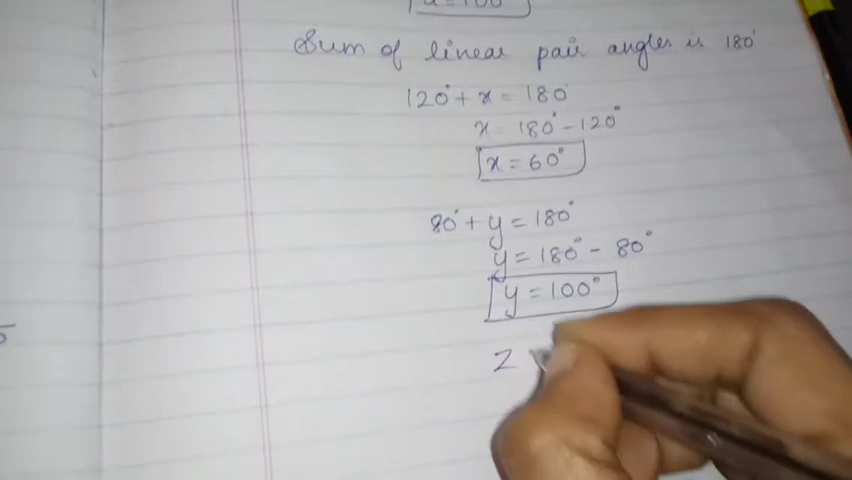 Sum of linear pair angles is 180°
120° + x = 180°
x = 180° - 120°
x = 60°
80° + y = 180°
y = 180° - 80°
y = 100°
z